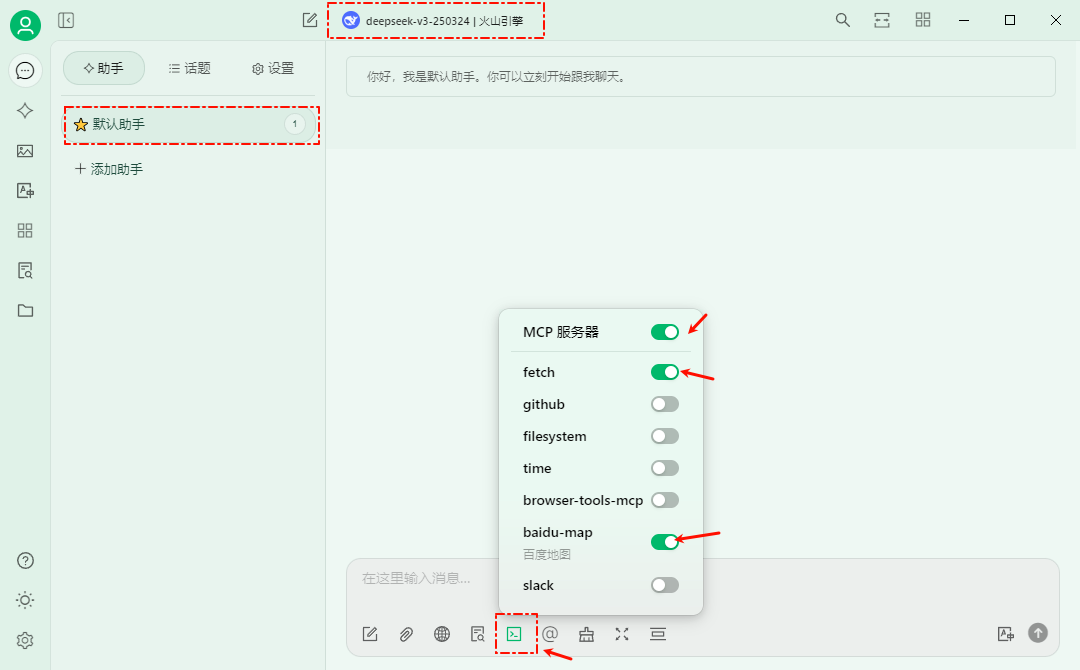 deepseek-v3-250324 | 火山引擎
助手
话题
设置
你好，我是默认助手。你可以立刻开始跟我聊天。
默认助手
1
添加助手
MCP 服务器
fetch
github
filesystem
time
browser-tools-mcp
baidu-map
百度地图
slack
在这里输入消息...